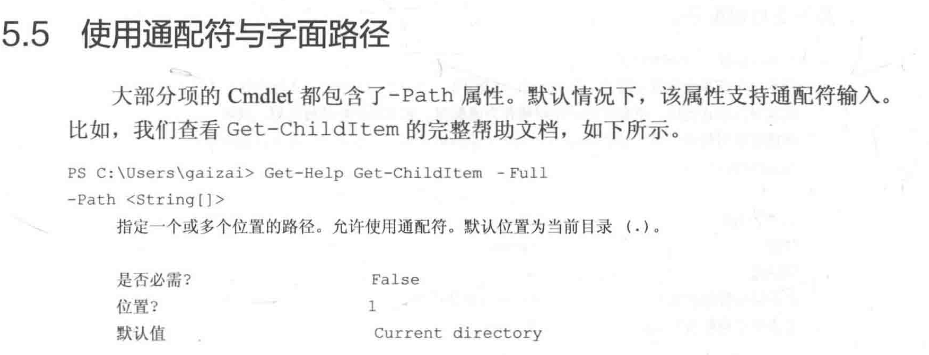 5.5 使用通配符与字面路径
大部分项的 Cmdlet 都包含了-Path 属性。默认情况下，该属性支持通配符输入。
比如，我们查看 Get-ChildItem 的完整帮助文档，如下所示。
PS C:\Users\gaizai> Get-Help Get-ChildItem -Full
-Path <String[]>
指定一个或多个位置的路径。允许使用通配符。默认位置为当前目录 (.)。
是否必需? False
位置? 1
默认值 Current directory